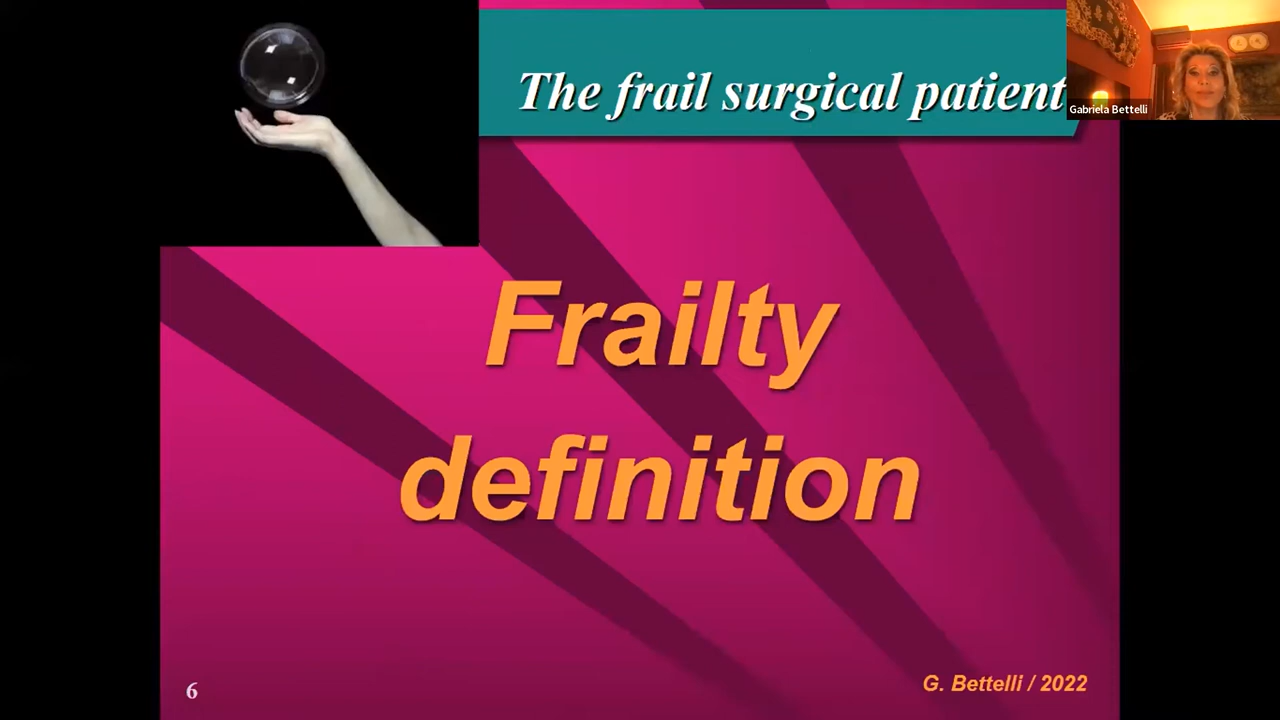 The frail surgical patient
Gabriela Bettelli
Frailty
definition
6
G. Bettelli / 2022